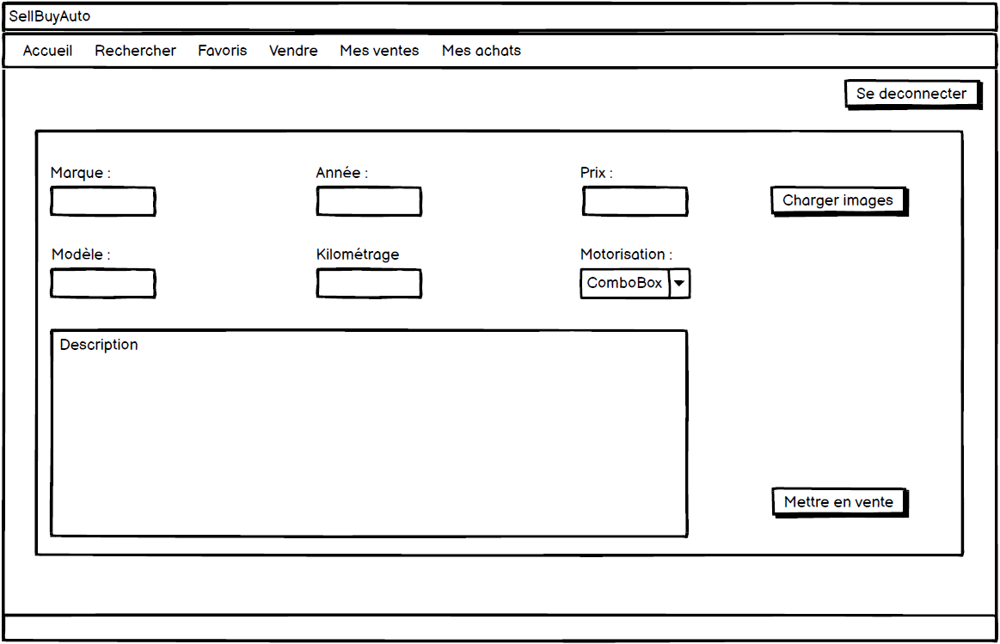 SellBuyAuto
Accueil Rechercher Favoris Vendre Mes ventes Mes achats
Se deconnecter
Marque : Année : Prix :
Charger images
Modèle : Kilométrage Motorisation :
ComboBox
Description
Mettre en vente